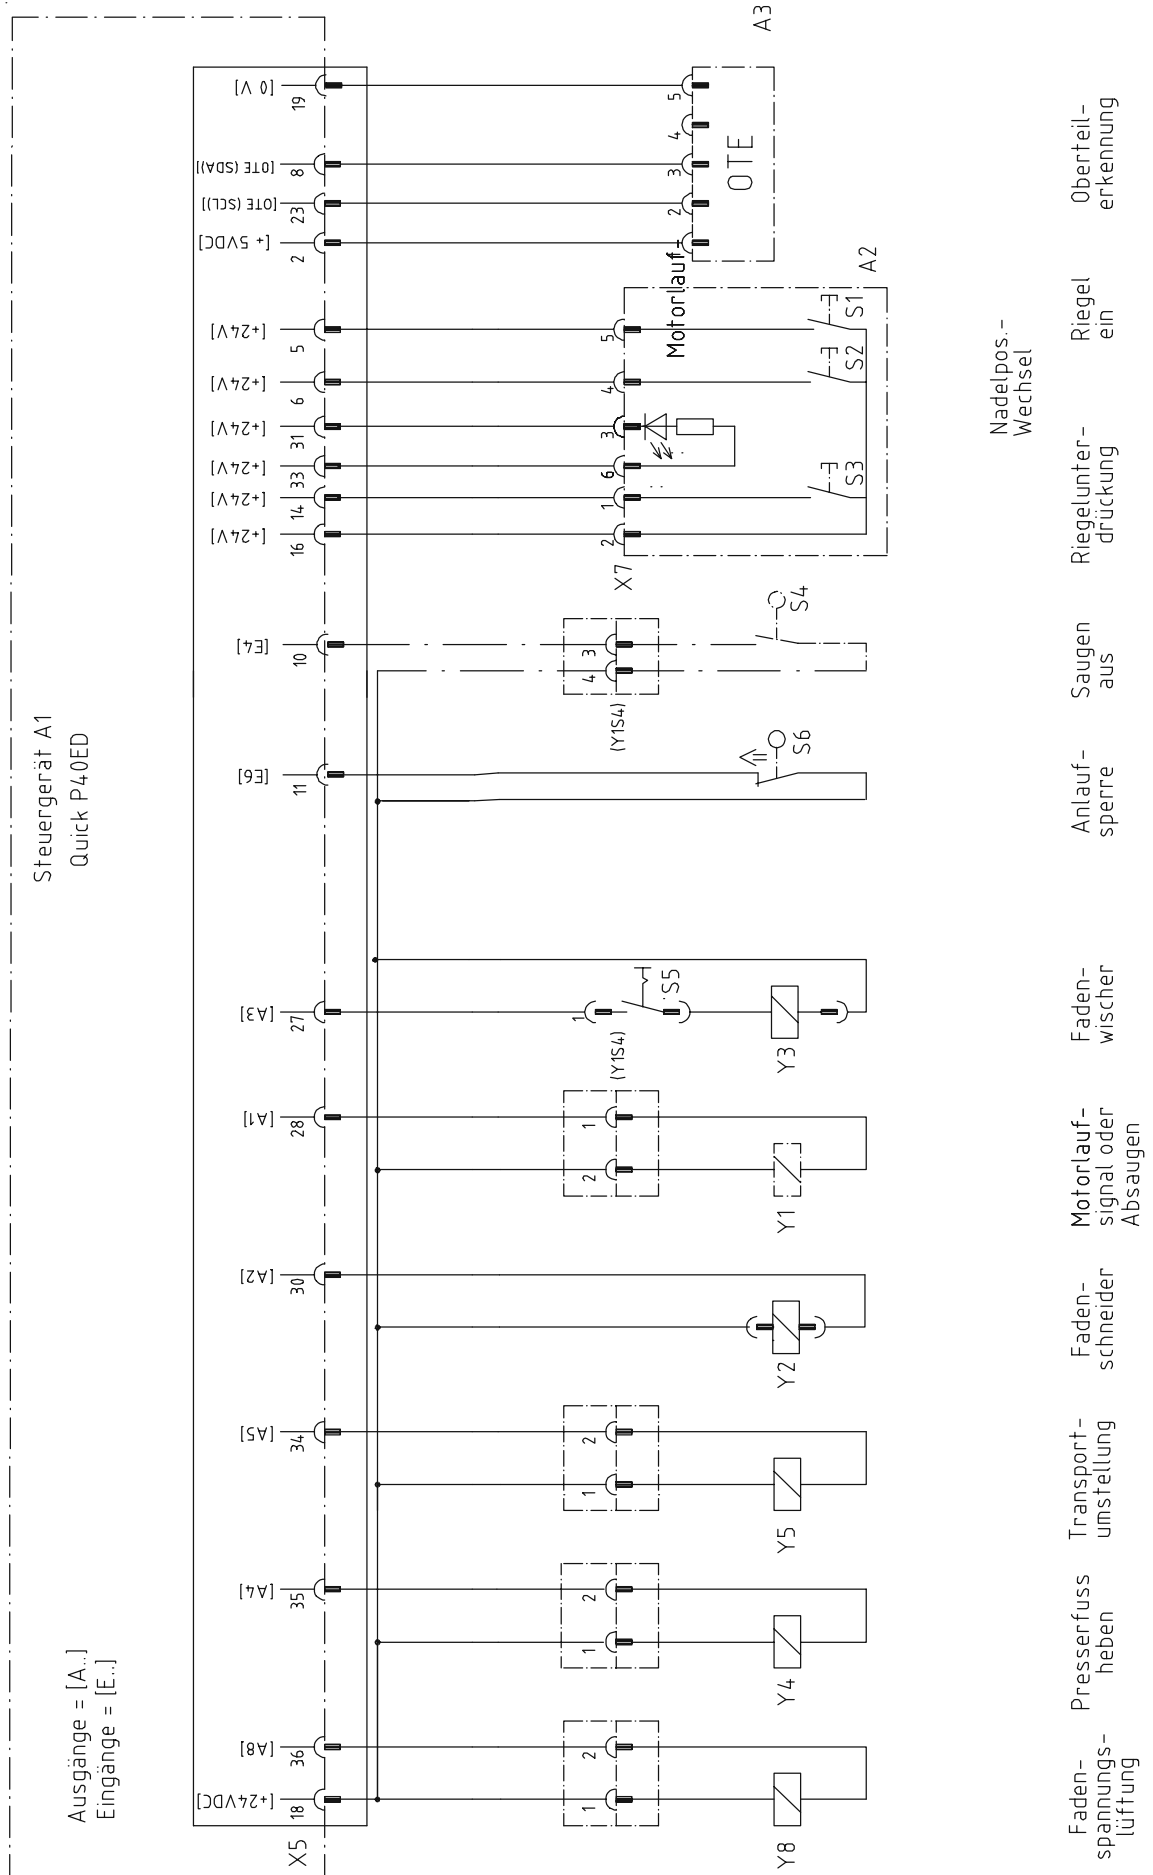 Steuergerät A1
Quick P40ED
Ausgänge = [A..]
Eingänge = [E..]
X5
[+24VDC]
[A8]
[A4]
[A5]
[A2]
[A1]
[A3]
[E6]
[E4]
[+24V]
[+24V]
[+24V]
[+24V]
[+24V]
[+24V]
[+ 5VDC]
[OTE (SCL)]
[OTE (SDA)]
[0 V]
18
36
35
34
30
28
27
11
10
16
14
33
31
6
5
2
23
8
19
1
2
1
2
1
2
2
1
(Y1S4)
1
S5
(Y1S4)
4
3
X7
2
1
6
3
4
5
Motorlauf-
2
3
4
5
OTE
A3
A2
Y8
Y4
Y5
Y2
Y1
Y3
S6
S4
S3
S2
S1
Nadelpos.-
Wechsel
Faden-
spannungs-
lüftung
Presserfuss
heben
Transport-
umstellung
Faden-
schneider
Motorlauf-
signal oder
Absaugen
Faden-
wischer
Anlauf-
sperre
Saugen
aus
Riegelunter-
drückung
Riegel
ein
Oberteil-
erkennung